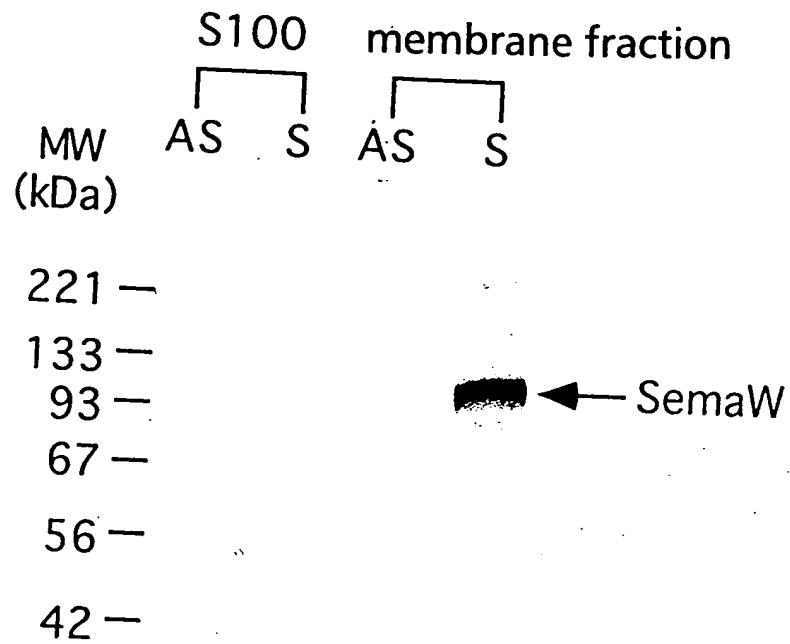 S100 membrane fraction
AS S AS S
MW
(kDa)
221
133
93
SemaW
67
56
42